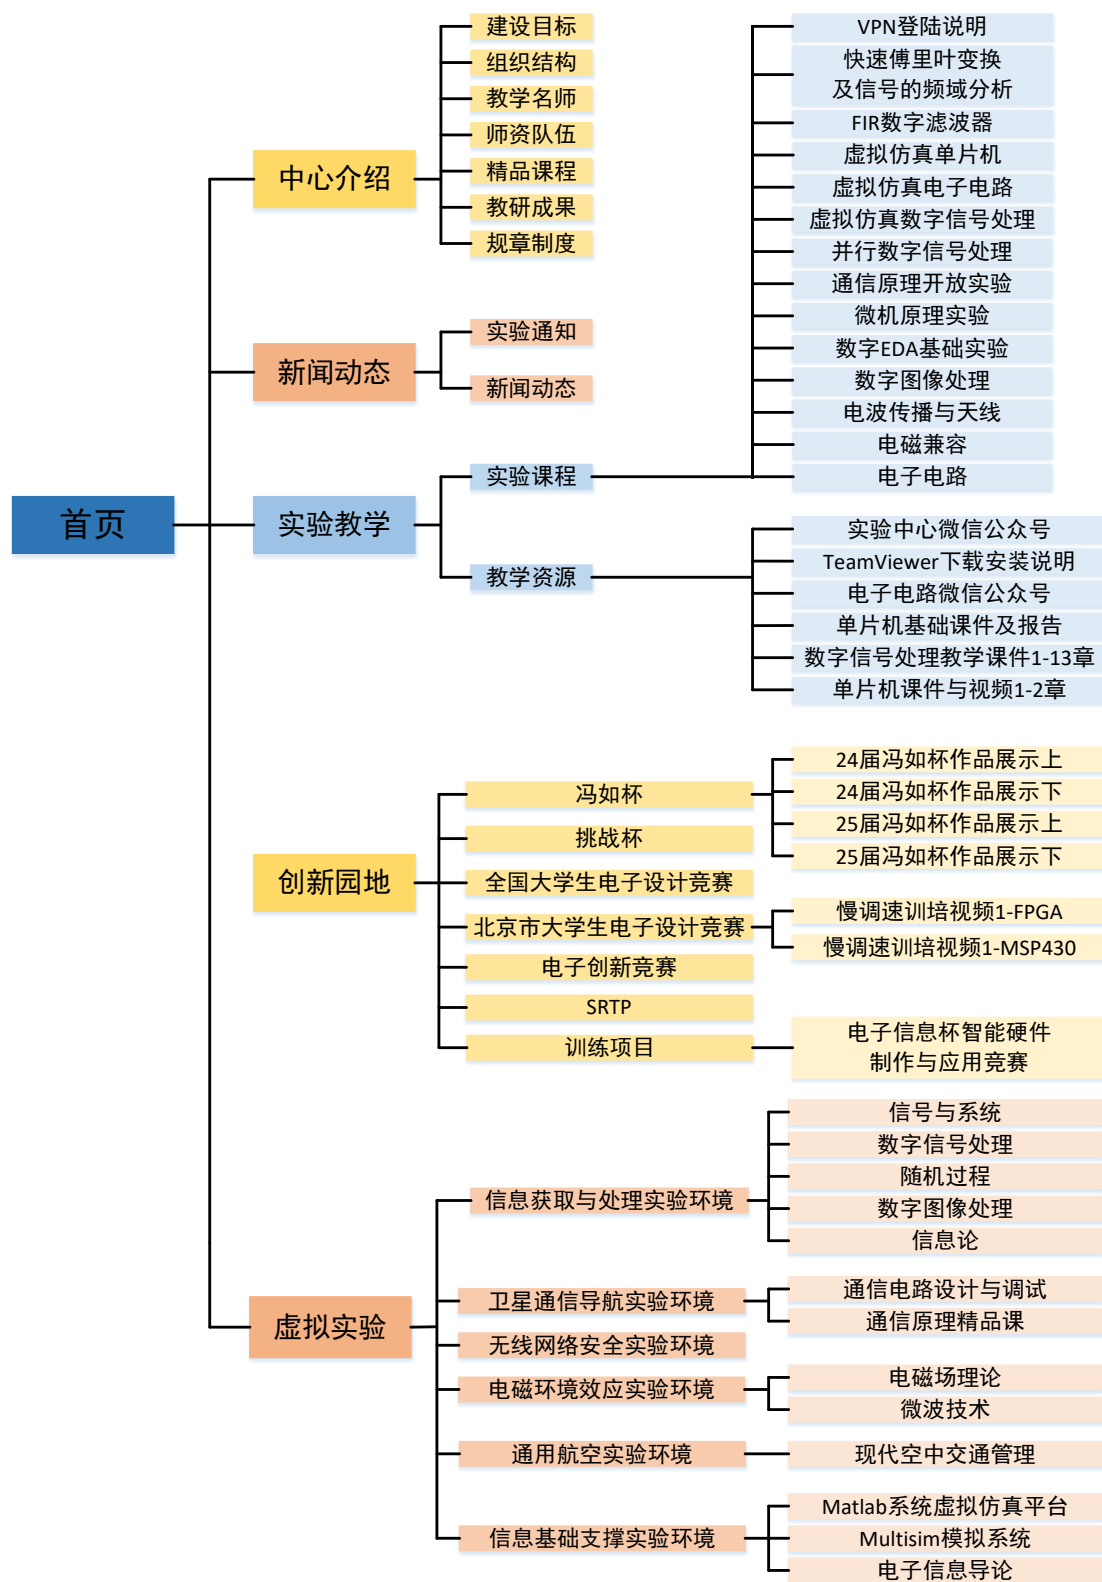 首页
中心介绍
建设目标
组织结构
教学名师
师资队伍
精品课程
教研成果
规章制度
新闻动态
实验通知
新闻动态
实验教学
实验课程
VPN登陆说明
快速傅里叶变换
及信号的频域分析
FIR数字滤波器
虚拟仿真单片机
虚拟仿真电子电路
虚拟仿真数字信号处理
并行数字信号处理
通信原理开放实验
微机原理实验
数字EDA基础实验
数字图像处理
电波传播与天线
电磁兼容
电子电路
教学资源
实验中心微信公众号
TeamViewer下载安装说明
电子电路微信公众号
单片机基础课件及报告
数字信号处理教学课件1-13章
单片机课件与视频1-2章
创新园地
冯如杯
24届冯如杯作品展示上
24届冯如杯作品展示下
25届冯如杯作品展示上
25届冯如杯作品展示下
挑战杯
全国大学生电子设计竞赛
北京市大学生电子设计竞赛
慢调速训培视频1-FPGA
慢调速训培视频1-MSP430
电子创新竞赛
SRTP
训练项目
电子信息杯智能硬件
制作与应用竞赛
虚拟实验
信息获取与处理实验环境
信号与系统
数字信号处理
随机过程
数字图像处理
信息论
卫星通信导航实验环境
通信电路设计与调试
通信原理精品课
无线网络安全实验环境
电磁环境效应实验环境
电磁场理论
微波技术
通用航空实验环境
现代空中交通管理
信息基础支撑实验环境
Matlab系统虚拟仿真平台
Multisim模拟系统
电子信息导论